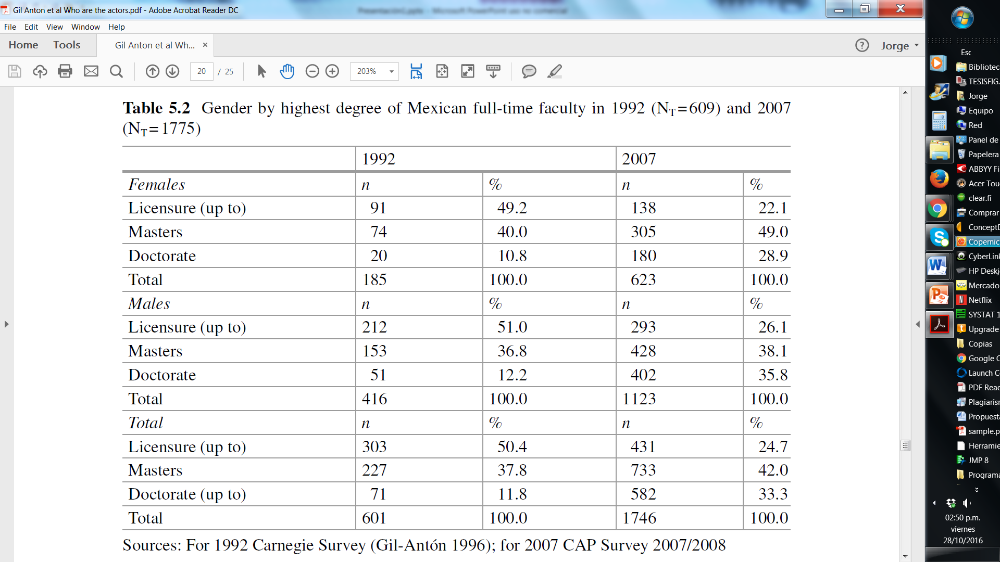 Gil Anton et al Who are the actors.pdf - Adobe Acrobat Reader DC
Presentación1.pptx - Microsoft PowerPoint uso no comercial
File Edit View Window Help
Home Tools Gil Anton et al Wh... × ? Jorge
20 / 25 203%
Table 5.2 Gender by highest degree of Mexican full-time faculty in 1992 (NT=609) and 2007
(NT=1775)
1992 2007
Females n % n %
Licensure (up to) 91 49.2 138 22.1
Masters 74 40.0 305 49.0
Doctorate 20 10.8 180 28.9
Total 185 100.0 623 100.0
Males n % n %
Licensure (up to) 212 51.0 293 26.1
Masters 153 36.8 428 38.1
Doctorate 51 12.2 402 35.8
Total 416 100.0 1123 100.0
Total n % n %
Licensure (up to) 303 50.4 431 24.7
Masters 227 37.8 733 42.0
Doctorate (up to) 71 11.8 582 33.3
Total 601 100.0 1746 100.0
Sources: For 1992 Carnegie Survey (Gil-Antón 1996); for 2007 CAP Survey 2007/2008
Esc
Biblioteca
TESISFIG.
Jorge
Equipo
Red
Panel de
Papelera
ABBYY Fi
Acer Tou
clear.fi
Comprar
ConceptD
Copernic
CyberLink
HP Deskj
Mercado
Netflix
SYSTAT 1
Upgrade
Copias
Google C
Launch Co
PDF Read
Plagiarism
Propuesta
sample.p
Herramie
JMP 8
Programa
02:50 p.m.
viernes
28/10/2016